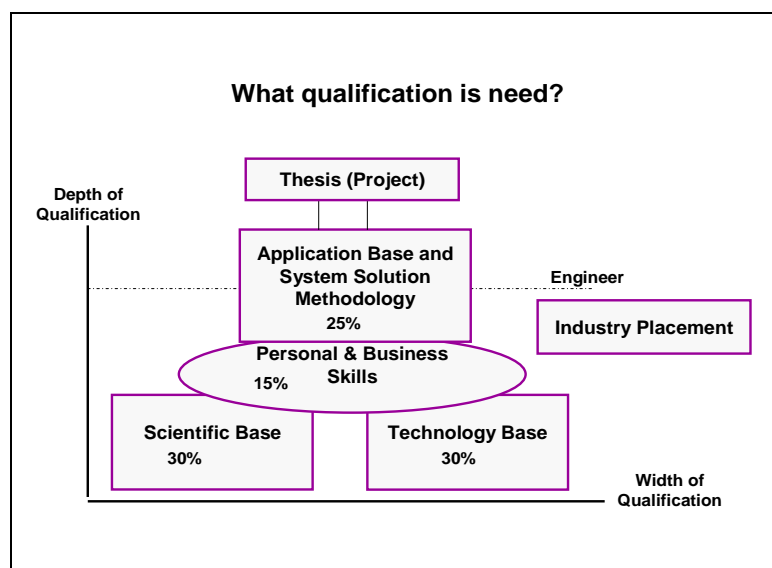 What qualification is need?
Thesis (Project)
Depth of
Qualification
Application Base and
System Solution
Methodology
25%
Engineer
Industry Placement
Personal & Business
Skills
15%
Scientific Base
30%
Technology Base
30%
Width of
Qualification